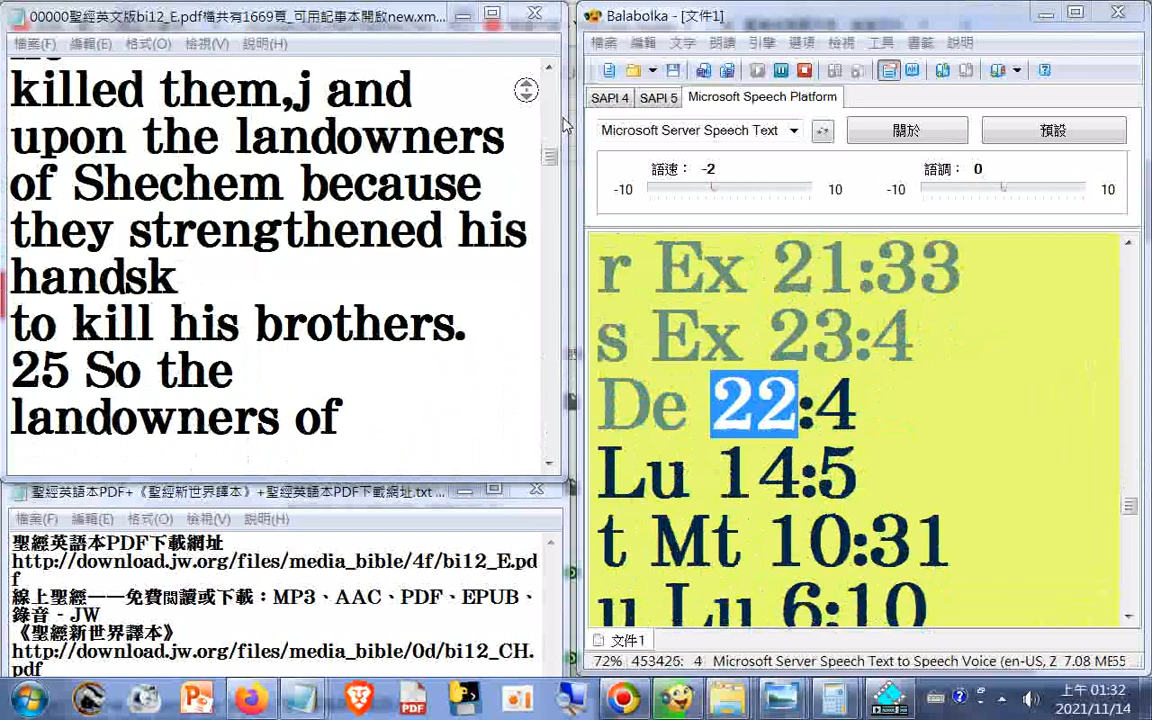 00000聖經英文版bi12_E.pdf檔共有1669頁_可用記事本開啟new.xm...
檔案(F) 編輯(E) 格式(O) 檢視(V) 說明(H)
killed them,j and
upon the landowners
of Shechem because
they strengthened his
handsk
to kill his brothers.
25 So the
landowners of
聖經英語本PDF+《聖經新世界譯本》+聖經英語本PDF下載網址.txt ...
檔案(F) 編輯(E) 格式(O) 檢視(V) 說明(H)
聖經英語本PDF下載網址
http://download.jw.org/files/media_bible/4f/bi12_E.pd
f
線上聖經——免費閱讀或下載：MP3、AAC、PDF、EPUB、
錄音 - JW
《聖經新世界譯本》
http://download.jw.org/files/media_bible/0d/bi12_CH.
pdf
Balabolka - [文件1]
檔案 編輯 文字 朗讀 引擎 選項 檢視 工具 書籤 說明
SAPI 4 SAPI 5 Microsoft Speech Platform
Microsoft Server Speech Text 關於 預設
語速： -2 語調： 0
-10 10 -10 10
r Ex 21:33
s Ex 23:4
De 22:4
Lu 14:5
t Mt 10:31
u Lu 6:10
文件1
72% 453426: 4 Microsoft Server Speech Text to Speech Voice (en-US, Z 7.08 ME55
上午 01:32
2021/11/14